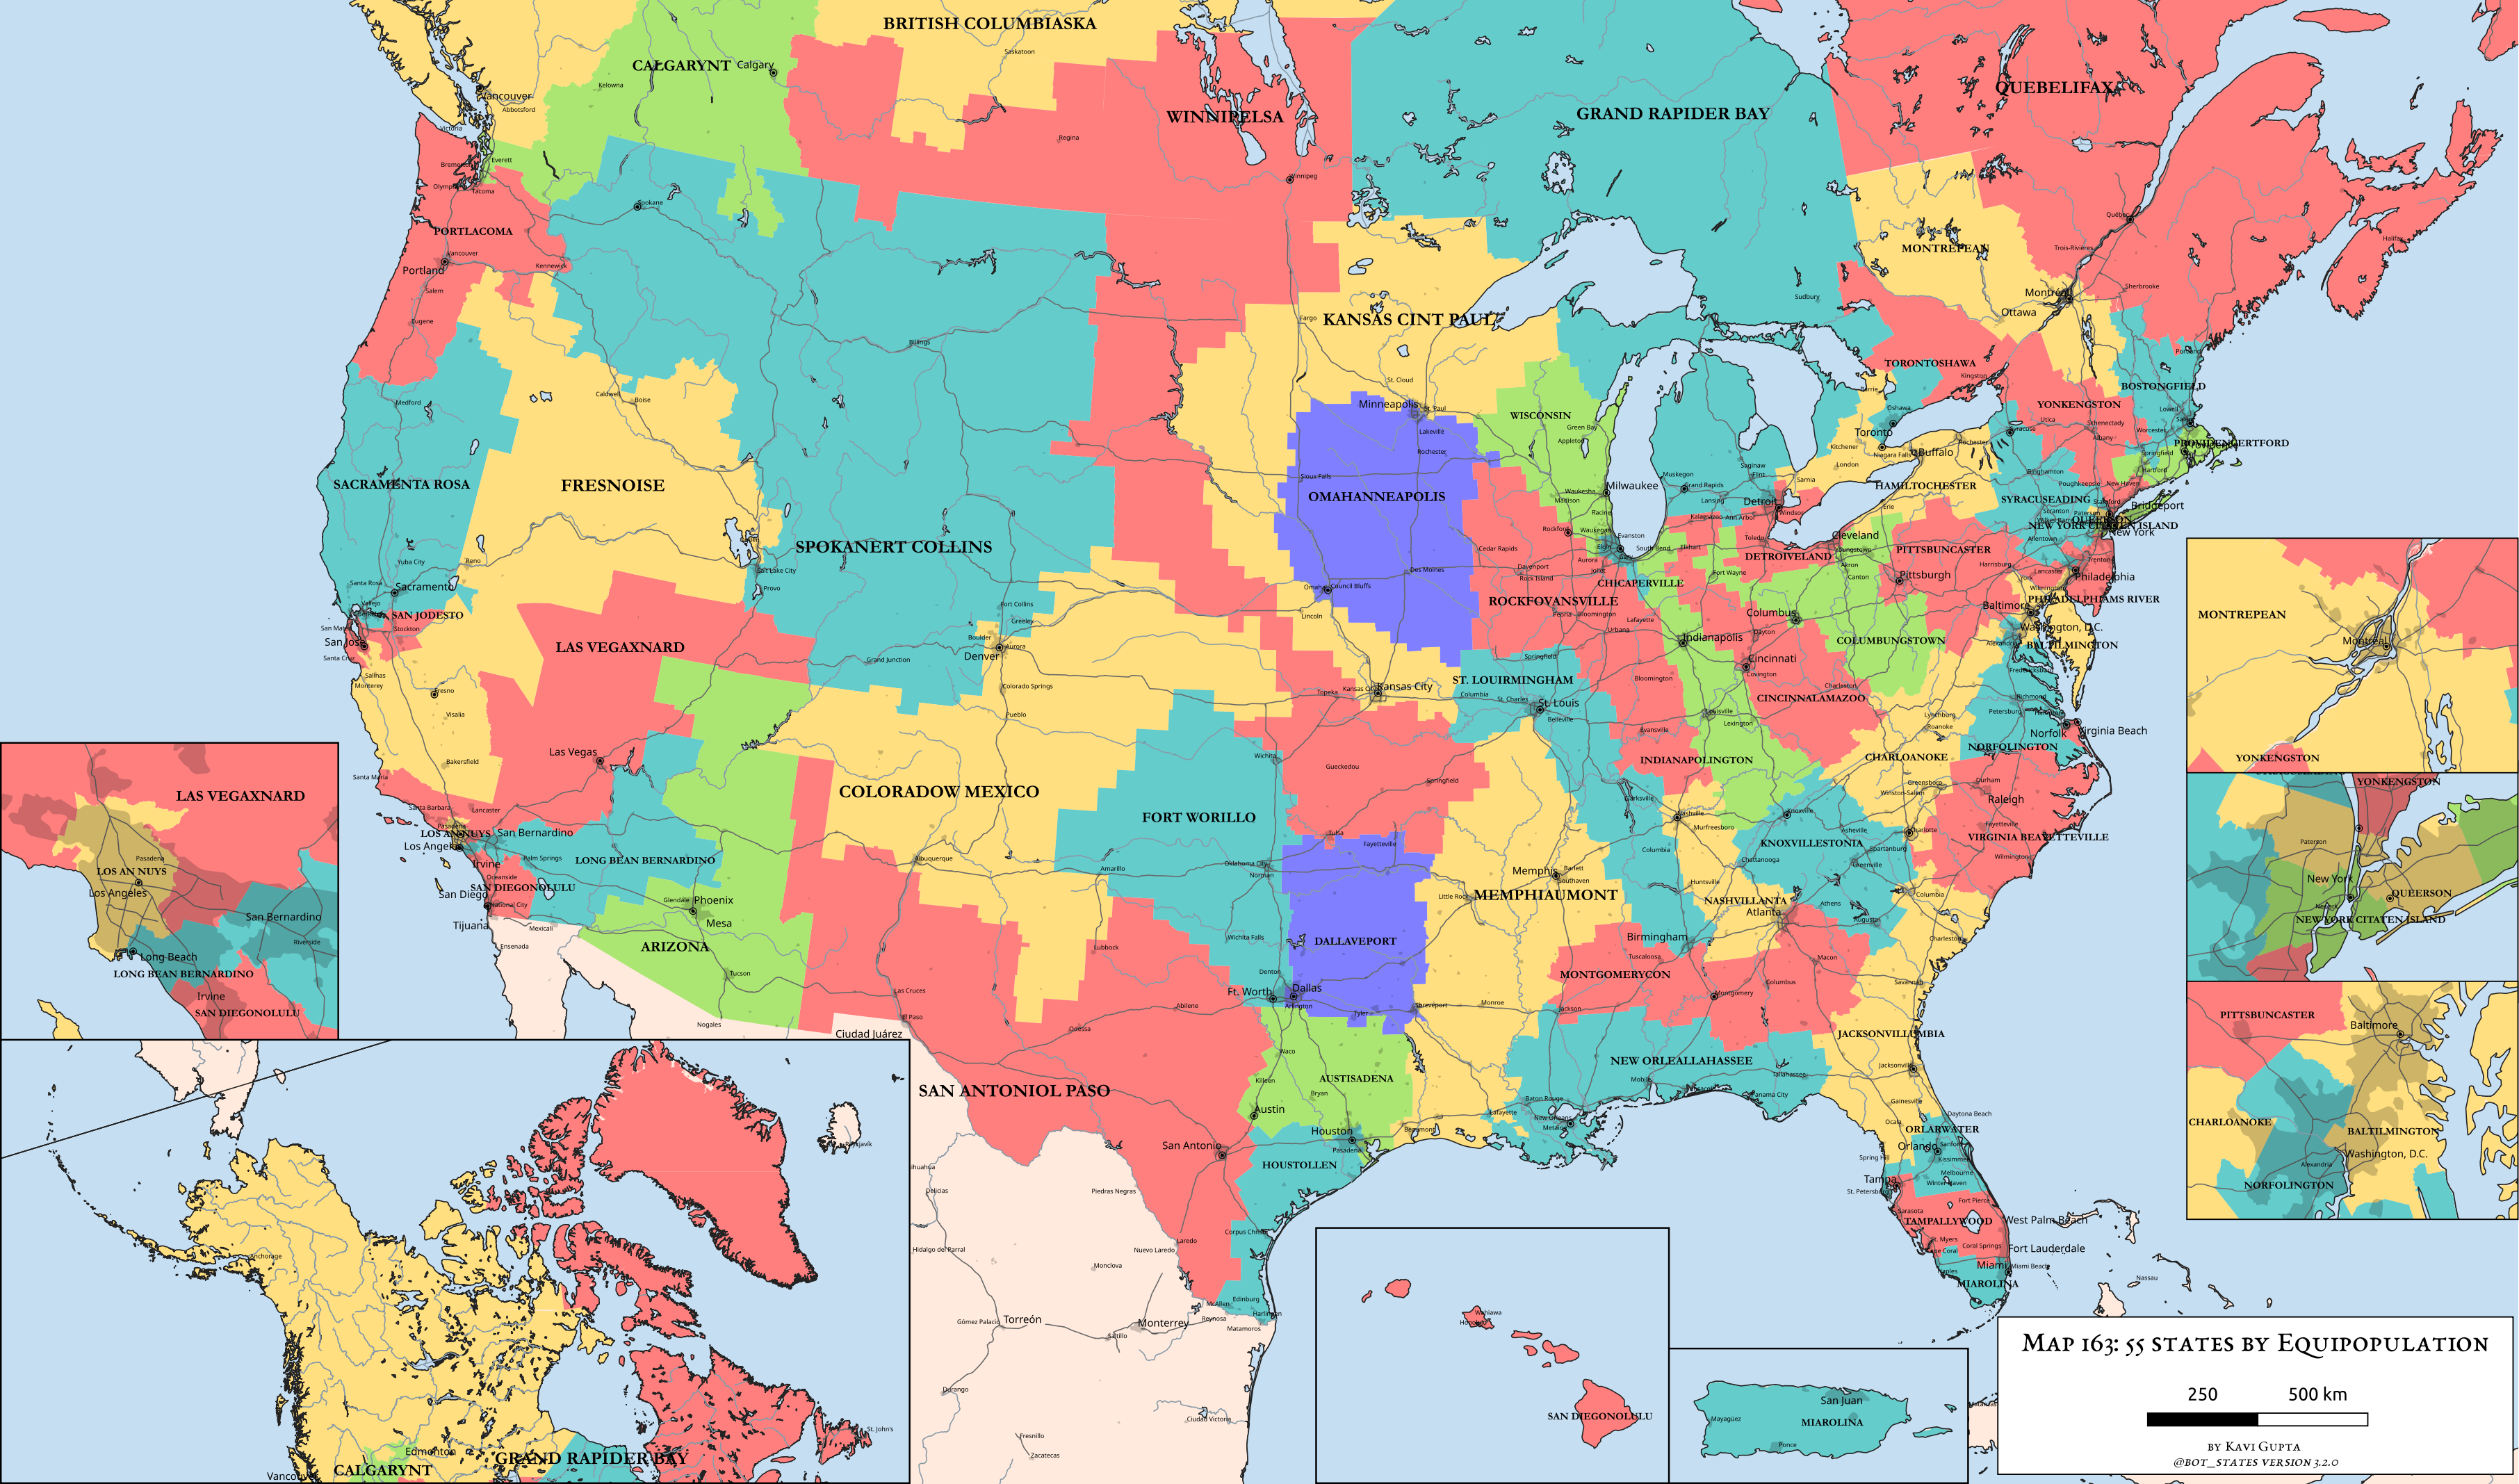 BRITISH COLUMBIASKA
Saskatoon
CALGARYNT
Calgary
Kelowna
Vancouver
Abbotsford
Victoria
WINNIPELSA
GRAND RAPIDER BAY
QUEBELIFAX
Regina
Winnipeg
Everett
Olymp
Tacoma
Spokane
PORTLACOMA
Vancouver
Portland
Kennewick
Salem
Eugene
Québec
Trois-Rivières
Halifax
MONTREPEAN
Montréal
Sherbrooke
Ottawa
Sudbury
Fargo
KANSAS CINT PAUL
Billings
St. Cloud
TORONTOSHAWA
Kingston
BOSTONGFIELD
Caldwell
Boise
Medford
Minneapolis
St. Paul
Lakeville
Rochester
WISCONSIN
Green Bay
Appleton
Oshawa
Toronto
Kitchener
London
Niagara Falls
Buffalo
Rochester
YONKENGSTON
Utica
Schenectady
Albany
Syracuse
Lowell
Worcester
PROVIDENCERTFORD
Springfield
Hartford
SACRAMENTA ROSA
FRESNOISE
Sioux Falls
OMAHANNEAPOLIS
Milwaukee
Waukesha
Madison
Racine
Muskegon
Grand Rapids
Saginaw
Flint
Lansing
Detroit
Windsor
Sarnia
HAMILTOCHESTER
Binghamton
SYRACUSEADING
Poughkeepsie
New Haven
Stamford
Bridgeport
Scranton
Paterson
Erie
SPOKANERT COLLINS
Rockford
Waukegan
Evanston
Elgin
Kalamazoo
Ann Arbor
Toledo
Cleveland
Youngstown
Akron
Canton
PITTSBUNCASTER
Pittsburgh
Allentown
New York
Trenton
Yuba City
Reno
Santa Rosa
Sacramento
Vallejo
SAN JODESTO
Stockton
San Mateo
San Jose
Santa Cruz
Salt Lake City
Provo
Cedar Rapids
Davenport
Rock Island
Aurora
Joliet
South Bend
Elkhart
Fort Wayne
DETROIVELAND
CHICAPERVILLE
ROCKFOVANSVILLE
Peoria
Bloomington
Urbana
Lafayette
Des Moines
Omaha
Council Bluffs
Lincoln
Harrisburg
Lancaster
York
Philadelphia
Wilmington
PHILADELPHIAMS RIVER
Baltimore
Washington, D.C.
BALTILMINGTON
Fort Collins
Greeley
Boulder
Denver
Aurora
Grand Junction
Colorado Springs
Pueblo
LAS VEGAXNARD
Salinas
Monterey
Fresno
Visalia
Bakersfield
Las Vegas
Columbus
Dayton
Indianapolis
Cincinnati
Covington
COLUMBUNGSTOWN
Charleston
CINCINNALAMAZOO
Springfield
ST. LOUIRMINGHAM
Columbia
St. Charles
St. Louis
Belleville
Bloomington
Topeka
Kansas City
Louisville
Lexington
Evansville
INDIANAPOLINGTON
Lynchburg
Roanoke
CHARLOANOKE
Fredericksburg
Richmond
Petersburg
Norfolk
Virginia Beach
NORFOLINGTON
Wichita
Gueckedou
Springfield
COLORADOW MEXICO
FORT WORILLO
Santa Maria
Santa Barbara
Lancaster
Pasadena
LOS AN NUYS
Los Angeles
San Bernardino
Irvine
Palm Springs
LONG BEAN BERNARDINO
Oceanside
SAN DIEGONOLULU
San Diego
National City
Tijuana
Mexicali
Ensenada
Glendale
Phoenix
Mesa
ARIZONA
Tucson
Nogales
Albuquerque
Amarillo
Oklahoma City
Norman
Tulsa
Fayetteville
Clarksville
Nashville
Murfreesboro
Knoxville
Asheville
KNOXVILLESTONIA
Columbia
Chattanooga
Spartanburg
Greenville
Charlotte
Greensboro
Winston-Salem
Durham
Raleigh
Fayetteville
VIRGINIA BEAYETTEVILLE
Wilmington
Memphis
Bartlett
Southaven
MEMPHIAUMONT
Little Rock
Huntsville
NASHVILLANTA
Atlanta
Athens
Augusta
Columbia
Charleston
Wichita Falls
Lubbock
DALLAVEPORT
Birmingham
Tuscaloosa
MONTGOMERYCON
Macon
Columbus
Montgomery
Savannah
Denton
Ft. Worth
Dallas
Arlington
Tyler
Shreveport
Monroe
Jackson
Las Cruces
El Paso
Ciudad Juárez
Abilene
Odessa
Waco
Killeen
AUSTISADENA
Bryan
Austin
Houston
Pasadena
Beaumont
HOUSTOLLEN
SAN ANTONIOL PASO
San Antonio
NEW ORLEALLAHASSEE
Mobile
Tallahassee
Panama City
Baton Rouge
New Orleans
Lafayette
JACKSONVILLUMBIA
Jacksonville
Gainesville
Ocala
Daytona Beach
ORLARWATER
Orlando
Sanford
Kissimmee
Spring Hill
Melbourne
Winter Haven
Tampa
St. Petersburg
Fort Pierce
Sarasota
TAMPALLYWOOD
West Palm Beach
Ft. Myers
Cape Coral
Coral Springs
Fort Lauderdale
Naples
Miami
Miami Beach
MIAROLINA
Nassau
Corpus Christi
Laredo
Nuevo Laredo
McAllen
Edinburg
Harlingen
Reynosa
Matamoros
Delicias
Piedras Negras
Hidalgo del Parral
Monclova
Gómez Palacio
Torreón
Saltillo
Monterrey
Durango
Ciudad Victoria
Fresnillo
Zacatecas
LAS VEGAXNARD
Pasadena
LOS AN NUYS
Los Angeles
San Bernardino
Riverside
Long Beach
LONG BEAN BERNARDINO
Irvine
SAN DIEGONOLULU
Anchorage
Reykjavík
Edmonton
GRAND RAPIDER BAY
St. John's
CALGARYNT
Vancouver
Wahiawa
Honolulu
SAN DIEGONOLULU
San Juan
Mayagüez
MIAROLINA
Ponce
MONTREPEAN
Montréal
YONKENGSTON
YONKENGSTON
Paterson
New York
Newark
QUEERSON
NEW YORK CITATEN ISLAND
PITTSBUNCASTER
Baltimore
CHARLOANOKE
BALTILMINGTON
Washington, D.C.
Alexandria
NORFOLINGTON
Map 163: 55 states by Equipopulation
250 500 km
by Kavi Gupta
@bot_states version 3.2.0